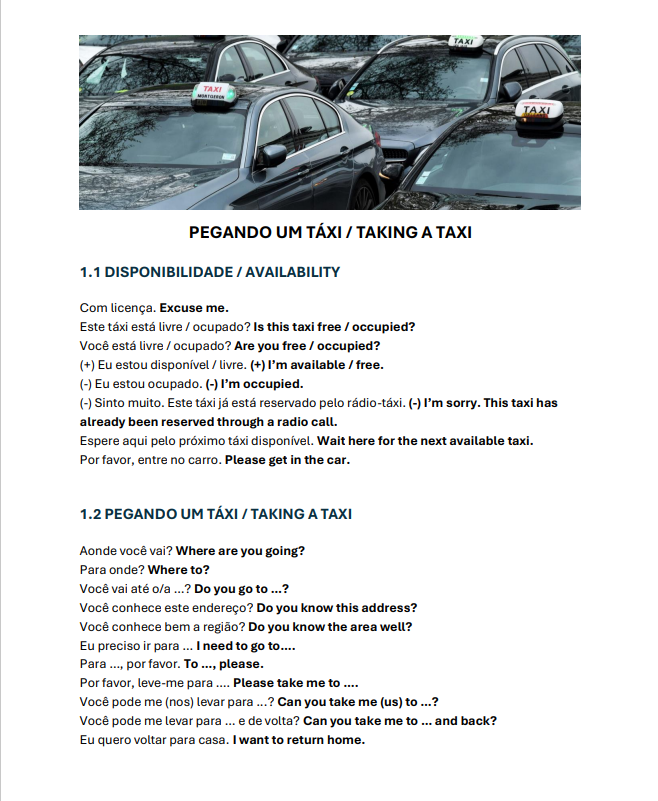 TAXI
TAXI
MONTGERON
TAXI
PEGANDO UM TÁXI / TAKING A TAXI
1.1 DISPONIBILIDADE / AVAILABILITY
Com licença. Excuse me.
Este táxi está livre / ocupado? Is this taxi free / occupied?
Você está livre / ocupado? Are you free / occupied?
(+) Eu estou disponível / livre. (+) I’m available / free.
(-) Eu estou ocupado. (-) I’m occupied.
(-) Sinto muito. Este táxi já está reservado pelo rádio-táxi. (-) I’m sorry. This taxi has
already been reserved through a radio call.
Espere aqui pelo próximo táxi disponível. Wait here for the next available taxi.
Por favor, entre no carro. Please get in the car.
1.2 PEGANDO UM TÁXI / TAKING A TAXI
Aonde você vai? Where are you going?
Para onde? Where to?
Você vai até o/a ...? Do you go to ...?
Você conhece este endereço? Do you know this address?
Você conhece bem a região? Do you know the area well?
Eu preciso ir para ... I need to go to....
Para ..., por favor. To ..., please.
Por favor, leve-me para .... Please take me to ....
Você pode me (nos) levar para ...? Can you take me (us) to ...?
Você pode me levar para ... e de volta? Can you take me to ... and back?
Eu quero voltar para casa. I want to return home.